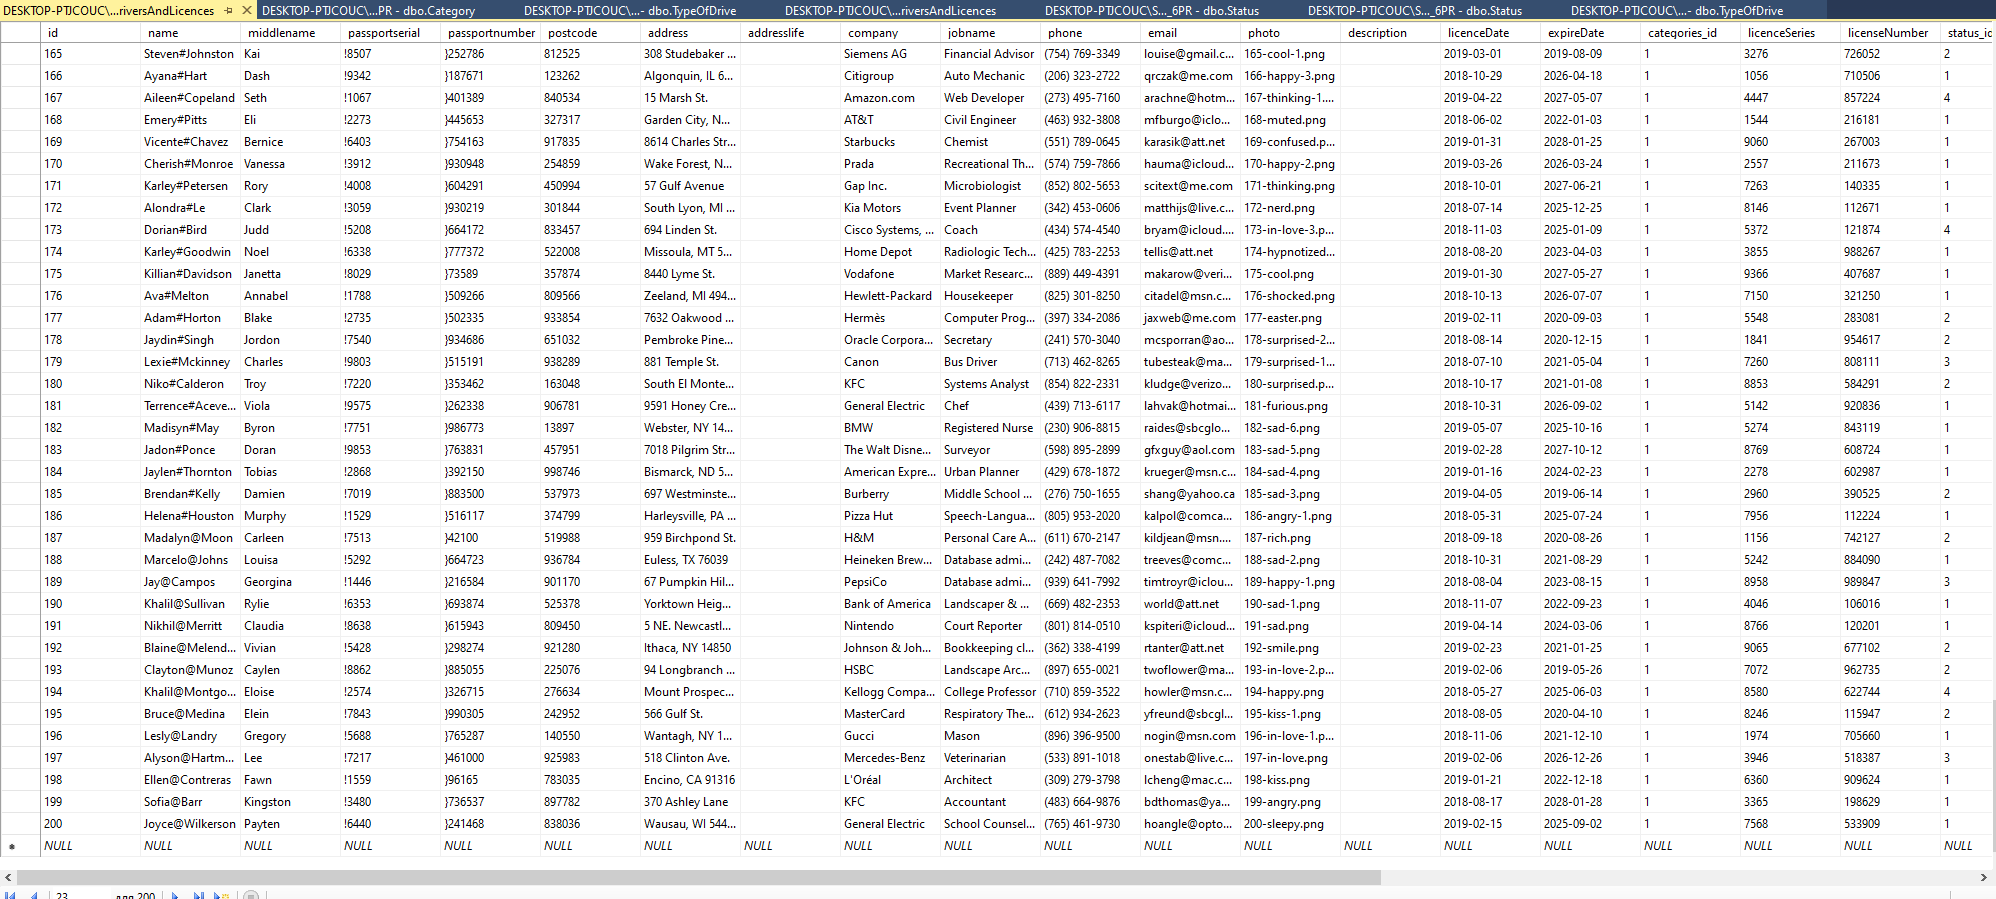 DESKTOP-PTJCOUC\...riversAndLicences DESKTOP-PTJCOUC\...PR - dbo.Category DESKTOP-PTJCOUC\...- dbo.TypeOfDrive DESKTOP-PTJCOUC\...riversAndLicences DESKTOP-PTJCOUC\S..._6PR - dbo.Status DESKTOP-PTJCOUC\S..._6PR - dbo.Status DESKTOP-PTJCOUC\...- dbo.TypeOfDrive
id name middlename passportserial passportnumber postcode address addresslife company jobname phone email photo description licenceDate expireDate categories_id licenceSeries licenseNumber status_id
165 Steven#Johnston Kai !8507 }252786 812525 308 Studebaker ... Siemens AG Financial Advisor (754) 769-3349 louise@gmail.c... 165-cool-1.png 2019-03-01 2019-08-09 1 3276 726052 2
166 Ayana#Hart Dash !9342 }187671 123262 Algonquin, IL 6... Citigroup Auto Mechanic (206) 323-2722 qrczak@me.com 166-happy-3.png 2018-10-29 2026-04-18 1 1056 710506 1
167 Aileen#Copeland Seth !1067 }401389 840534 15 Marsh St. Amazon.com Web Developer (273) 495-7160 arachne@hotm... 167-thinking-1.... 2019-04-22 2027-05-07 1 4447 857224 4
168 Emery#Pitts Eli !2273 }445653 327317 Garden City, N... AT&T Civil Engineer (463) 932-3808 mfburgo@iclo... 168-muted.png 2018-06-02 2022-01-03 1 1544 216181 1
169 Vicente#Chavez Bernice !6403 }754163 917835 8614 Charles Str... Starbucks Chemist (551) 789-0645 karasik@att.net 169-confused.p... 2019-01-31 2028-01-25 1 9060 267003 1
170 Cherish#Monroe Vanessa !3912 }930948 254859 Wake Forest, N... Prada Recreational Th... (574) 759-7866 hauma@icloud... 170-happy-2.png 2019-03-26 2026-03-24 1 2557 211673 1
171 Karley#Petersen Rory !4008 }604291 450994 57 Gulf Avenue Gap Inc. Microbiologist (852) 802-5653 scitext@me.com 171-thinking.png 2018-10-01 2027-06-21 1 7263 140335 1
172 Alondra#Le Clark !3059 }930219 301844 South Lyon, MI ... Kia Motors Event Planner (342) 453-0606 matthijs@live.c... 172-nerd.png 2018-07-14 2025-12-25 1 8146 112671 1
173 Dorian#Bird Judd !5208 }664172 833457 694 Linden St. Cisco Systems, ... Coach (434) 574-4540 bryam@icloud... 173-in-love-3.p... 2018-11-03 2025-01-09 1 5372 121874 4
174 Karley#Goodwin Noel !6338 }777372 522008 Missoula, MT 5... Home Depot Radiologic Tech... (425) 783-2253 tellis@att.net 174-hypnotized... 2018-08-20 2023-04-03 1 3855 988267 1
175 Killian#Davidson Janetta !8029 }73589 357874 8440 Lyme St. Vodafone Market Researc... (889) 449-4391 makarow@veri... 175-cool.png 2019-01-30 2027-05-27 1 9366 407687 1
176 Ava#Melton Annabel !1788 }509266 809566 Zeeland, MI 494... Hewlett-Packard Housekeeper (825) 301-8250 citadel@msn.c... 176-shocked.png 2018-10-13 2026-07-07 1 7150 321250 1
177 Adam#Horton Blake !2735 }502335 933854 7632 Oakwood ... Hermès Computer Prog... (397) 334-2086 jaxweb@me.com 177-easter.png 2019-02-11 2020-09-03 1 5548 283081 2
178 Jaydin#Singh Jordon !7540 }934686 651032 Pembroke Pine... Oracle Corpora... Secretary (241) 570-3040 mcsporran@ao... 178-surprised-2... 2018-08-14 2020-12-15 1 1841 954617 2
179 Lexie#Mckinney Charles !9803 }515191 938289 881 Temple St. Canon Bus Driver (713) 462-8265 tubesteak@ma... 179-surprised-1... 2018-07-10 2021-05-04 1 7260 808111 3
180 Niko#Calderon Troy !7220 }353462 163048 South El Monte... KFC Systems Analyst (854) 822-2331 kludge@verizo... 180-surprised.p... 2018-10-17 2021-01-08 1 8853 584291 2
181 Terrence#Aceve... Viola !9575 }262338 906781 9591 Honey Cre... General Electric Chef (439) 713-6117 lahvak@hotmai... 181-furious.png 2018-10-31 2026-09-02 1 5142 920836 1
182 Madisyn#May Byron !7751 }986773 13897 Webster, NY 14... BMW Registered Nurse (230) 906-8815 raides@sbcglo... 182-sad-6.png 2019-05-07 2025-10-16 1 5274 843119 1
183 Jadon#Ponce Doran !9853 }763831 457951 7018 Pilgrim Str... The Walt Disne... Surveyor (598) 895-2899 gfxguy@aol.com 183-sad-5.png 2019-02-28 2027-10-12 1 8769 608724 1
184 Jaylen#Thornton Tobias !2868 }392150 998746 Bismarck, ND 5... American Expre... Urban Planner (429) 678-1872 krueger@msn.c... 184-sad-4.png 2019-01-16 2024-02-23 1 2278 602987 1
185 Brendan#Kelly Damien !7019 }883500 537973 697 Westminste... Burberry Middle School ... (276) 750-1655 shang@yahoo.ca 185-sad-3.png 2019-04-05 2019-06-14 1 2960 390525 2
186 Helena#Houston Murphy !1529 }516117 374799 Harleysville, PA ... Pizza Hut Speech-Langua... (805) 953-2020 kalpol@comca... 186-angry-1.png 2018-05-31 2025-07-24 1 7956 112224 1
187 Madalyn@Moon Carleen !7513 }42100 519988 959 Birchpond St. H&M Personal Care A... (611) 670-2147 kildjean@msn.... 187-rich.png 2018-09-18 2020-08-26 1 1156 742127 2
188 Marcelo@Johns Louisa !5292 }664723 936784 Euless, TX 76039 Heineken Brew... Database admi... (242) 487-7082 treeves@comc... 188-sad-2.png 2018-10-31 2021-8-29 1 5242 884090 1
189 Jay@Campos Georgina !1446 }216584 901170 67 Pumpkin Hil... PepsiCo Database admi... (939) 641-7992 timtroyr@iclou... 189-happy-1.png 2018-08-04 2023-08-15 1 8958 989847 3
190 Khalil@Sullivan Rylie !6353 }693874 525378 Yorktown Heig... Bank of America Landscaper & ... (669) 482-2353 world@att.net 190-sad-1.png 2018-11-07 2022-09-23 1 4046 106016 1
191 Nikhil@Merritt Claudia !8638 }615943 809450 5 NE. Newcastl... Nintendo Court Reporter (801) 814-0510 kspiteri@icloud... 191-sad.png 2019-04-14 2024-03-06 1 8766 120201 1
192 Blaine@Melend... Vivian !5428 }298274 921280 Ithaca, NY 14850 Johnson & Joh... Bookkeeping cl... (362) 338-4199 rtanter@att.net 192-smile.png 2019-02-23 2021-01-25 1 9065 677102 2
193 Clayton@Munoz Caylen !8862 }885055 225076 94 Longbranch ... HSBC Landscape Arc... (897) 655-0021 twoflower@ma... 193-in-love-2.p... 2019-02-06 2019-05-26 1 7072 962735 2
194 Khalil@Montgo... Eloise !2574 }326715 276634 Mount Prospec... Kellogg Compa... College Professor (710) 859-3522 howler@msn.c... 194-happy.png 2018-05-27 2025-06-03 1 8580 622744 4
195 Bruce@Medina Elein !7843 }990305 242952 566 Gulf St. MasterCard Respiratory The... (612) 934-2623 yfreund@sbcgl... 195-kiss-1.png 2018-08-05 2020-04-10 1 8246 115947 2
196 Lesly@Landry Gregory !5688 }765287 140550 Wantagh, NY 1... Gucci Mason (896) 396-9500 nogin@msn.com 196-in-love-1.p... 2018-11-06 2021-12-10 1 1974 705660 1
197 Alyson@Hartm... Lee !7217 }461000 925983 518 Clinton Ave. Mercedes-Benz Veterinarian (533) 891-1018 onestab@live.c... 197-in-love.png 2019-02-06 2026-12-26 1 3946 518387 3
198 Ellen@Contreras Fawn !1559 }96165 783035 Encino, CA 91316 L'Oréal Architect (309) 279-3798 lcheng@mac.c... 198-kiss.png 2019-01-21 2022-12-18 1 6360 909624 1
199 Sofia@Barr Kingston !3480 }736537 897782 370 Ashley Lane KFC Accountant (483) 664-9876 bdthomas@ya... 199-angry.png 2018-08-17 2028-01-28 1 3365 198629 1
200 Joyce@Wilkerson Payten !6440 }241468 838036 Wausau, WI 544... General Electric School Counsel... (765) 461-9730 hoangle@opto... 200-sleepy.png 2019-02-15 2025-09-02 1 7568 533909 1
NULL NULL NULL NULL NULL NULL NULL NULL NULL NULL NULL NULL NULL NULL NULL NULL NULL NULL NULL NULL
23 для 200